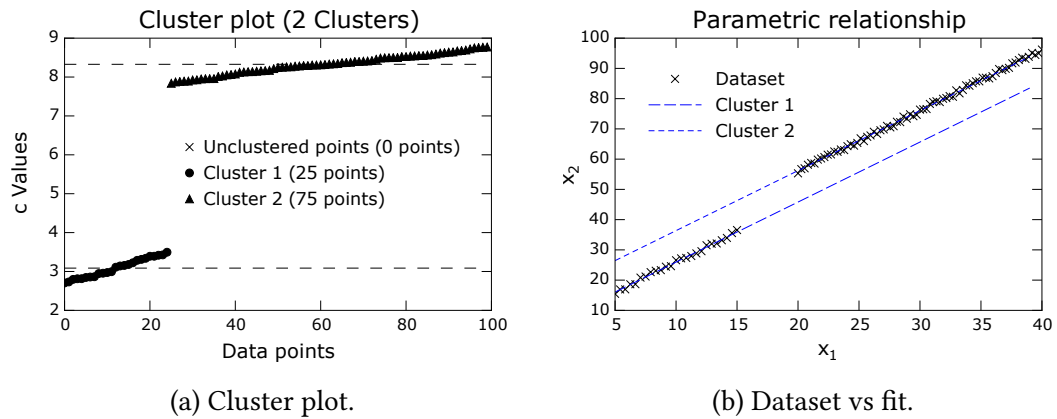 Cluster plot (2 Clusters)
9
8
7
6
5
4
3
2
c Values
× Unclustered points (0 points)
Cluster 1 (25 points)
Cluster 2 (75 points)
0
20
40
60
80
100
Data points
(a) Cluster plot.
Parametric relationship
100
90
80
70
60
50
40
30
20
10
x_2
Dataset
Cluster 1
Cluster 2
5
10
15
20
25
30
35
40
x_1
(b) Dataset vs fit.